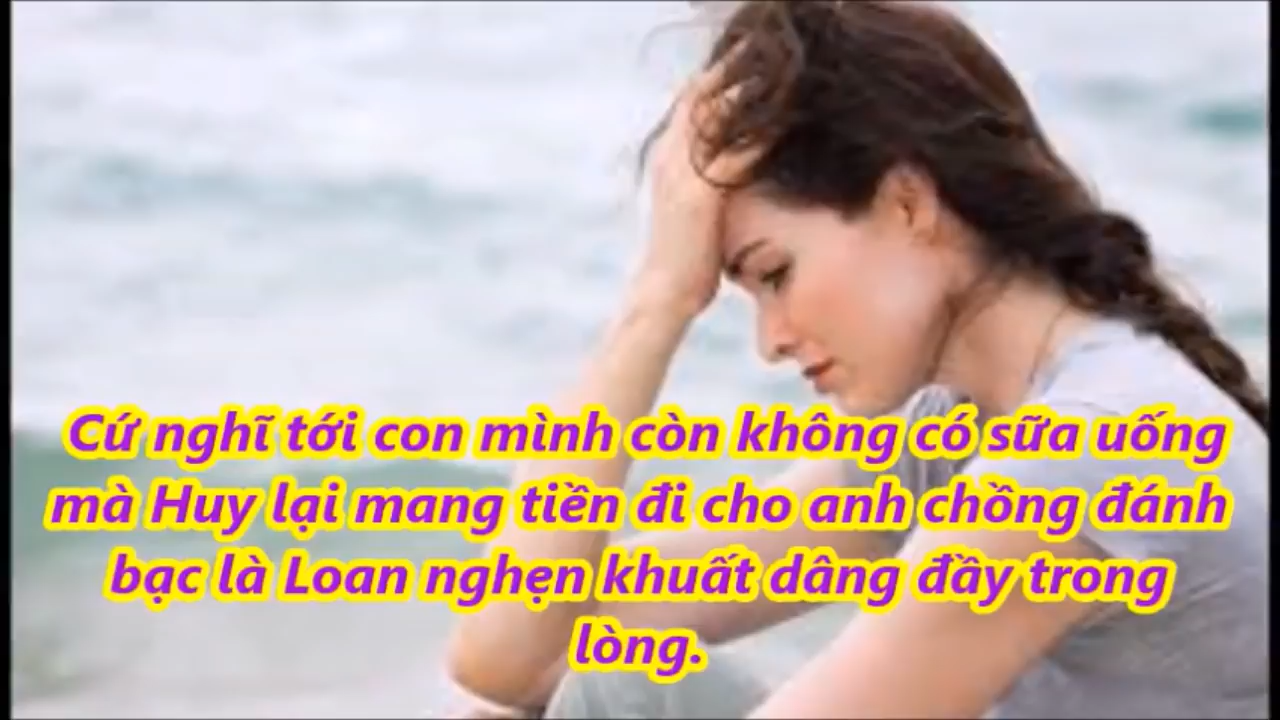 Cứ nghĩ tới con mình còn không có sữa uống
mà Huy lại mang tiền đi cho anh chồng đánh
bạc là Loan nghẹn khuất dâng đầy trong
lòng.